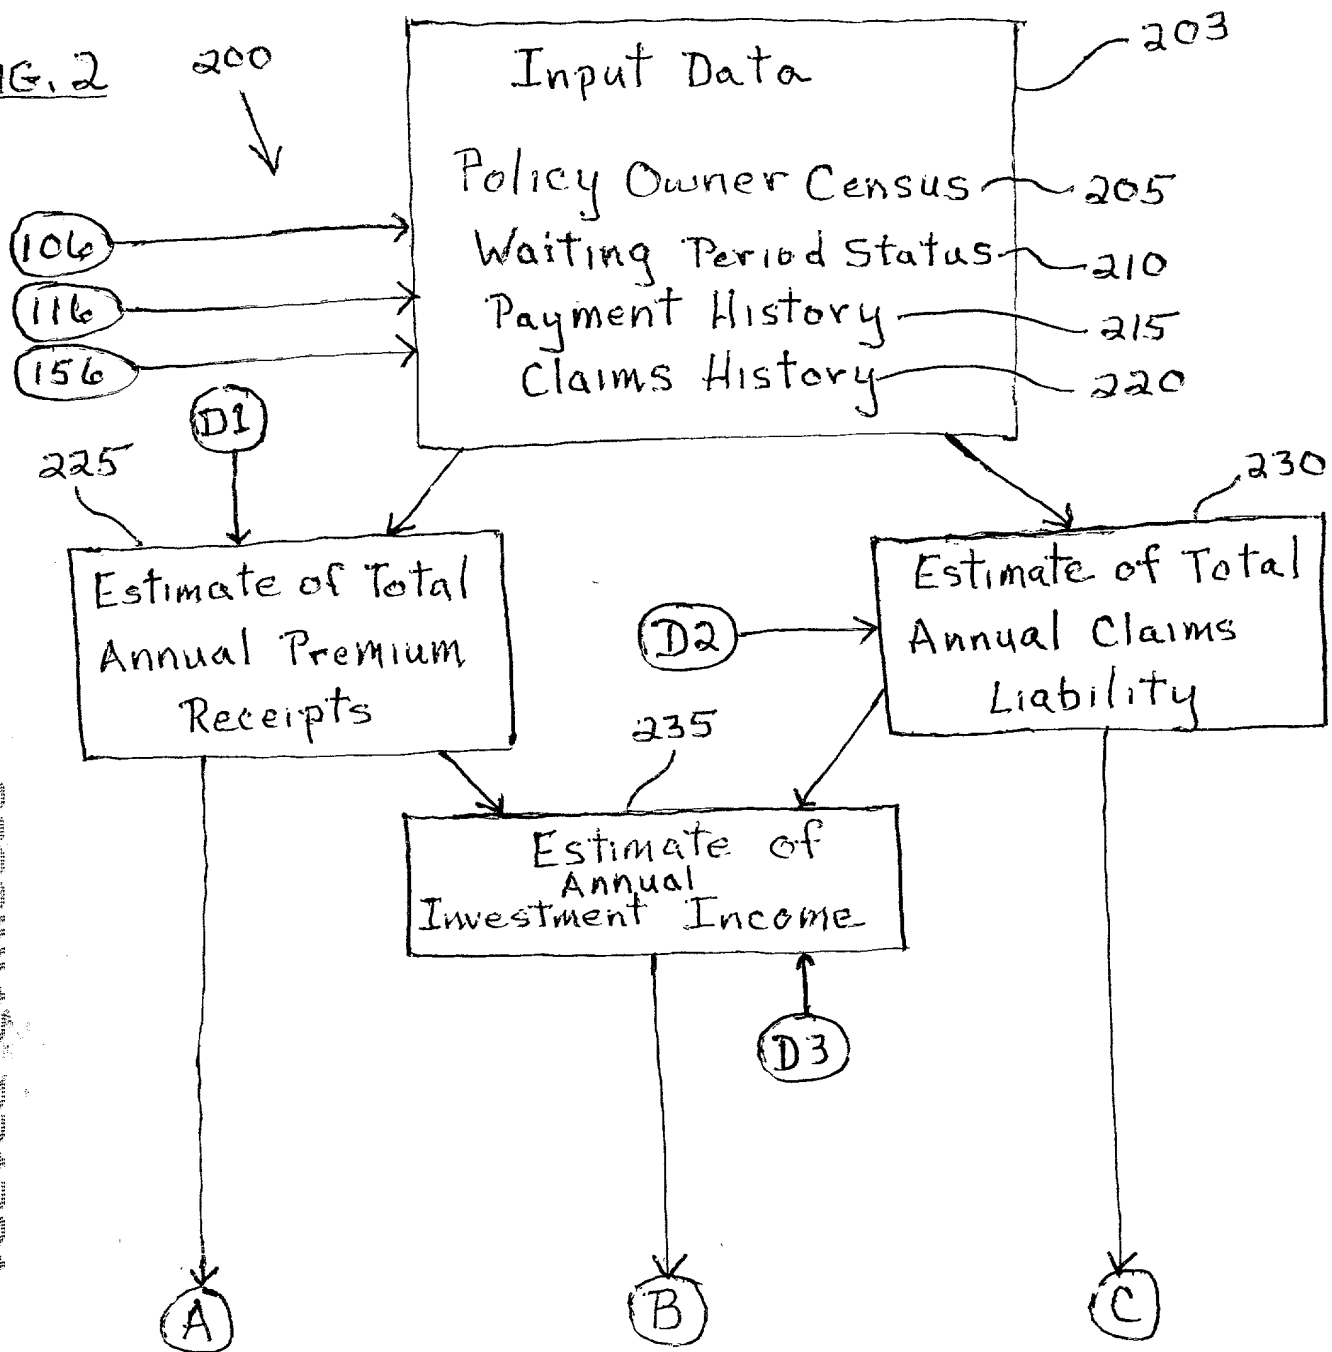 IG. 2
200
203
Input Data
Policy Owner Census
205
106
Waiting Period Status
210
116
Payment History
215
156
Claims History
220
D1
225
230
Estimate of Total
Annual Premium
Receipts
D2
Estimate of Total
Annual Claims
Liability
235
Estimate of
Annual
Investment Income
D3
A
B
C